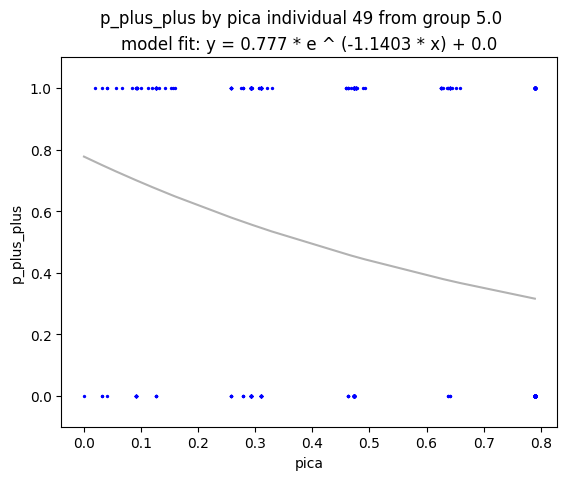 p_plus_plus by pica individual 49 from group 5.0
model fit: y = 0.777 * e ^ (-1.1403 * x) + 0.0
1.0
0.8
0.6
0.4
0.2
0.0
p_plus_plus
0.0 0.1 0.2 0.3 0.4 0.5 0.6 0.7 0.8
pica